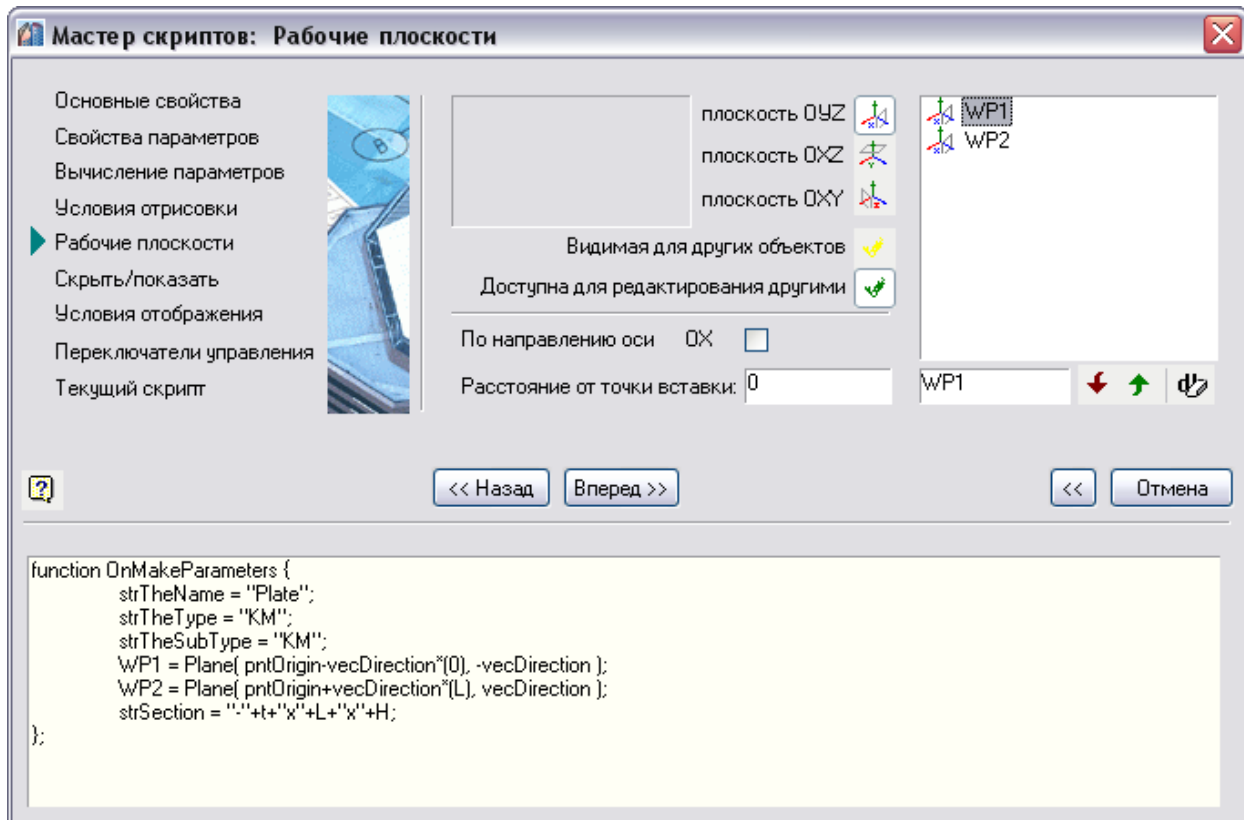 Мастер скриптов: Рабочие плоскости
Основные свойства
Свойства параметров
Вычисление параметров
Условия отрисовки
Рабочие плоскости
Скрыть/показать
Условия отображения
Переключатели управления
Текущий скрипт
B
плоскость OYZ
плоскость OXZ
плоскость OXY
Видимая для других объектов
Доступна для редактирования другими
По направлению оси OX
Расстояние от точки вставки: 0
WP1
WP2
WP1
<< Назад
Вперед >>
<<
Отмена
function OnMakeParameters {
strTheName = "Plate";
strTheType = "KM";
strTheSubType = "KM";
WP1 = Plane( pntOrigin-vecDirection*(0), -vecDirection );
WP2 = Plane( pntOrigin+vecDirection*(L), vecDirection );
strSection = "-"+t+"x"+L+"x"+H;
};